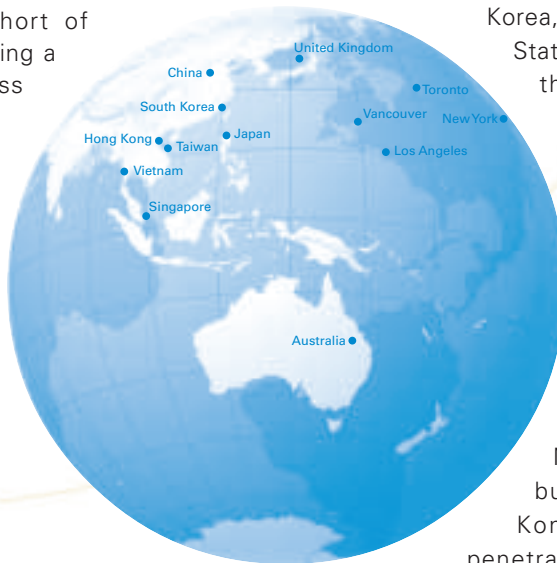 hort of
ing a
ss
Korea,
Stat
th
United Kingdom
China
Toronto
South Korea
Vancouver
New York
Japan
Hong Kong
Taiwan
Los Angeles
Vietnam
Singapore
Australia
bu
Kon
penetra